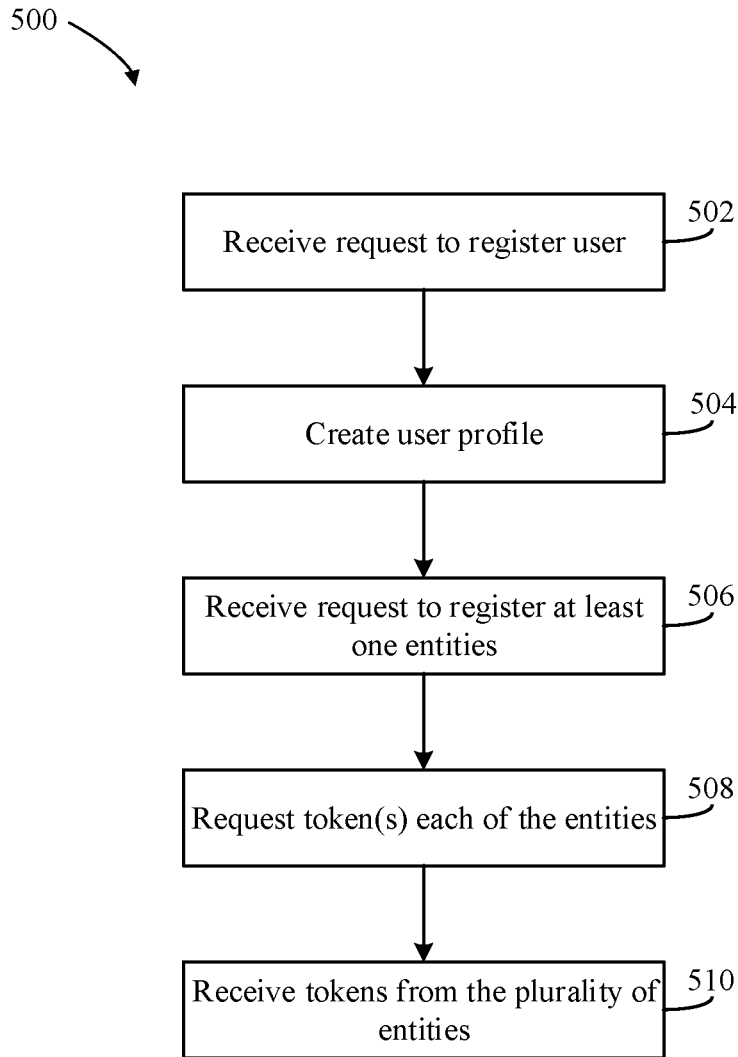 500
502
Receive request to register user
504
Create user profile
506
Receive request to register at least
one entities
508
Request token(s) each of the entities
510
Receive tokens from the plurality of
entities